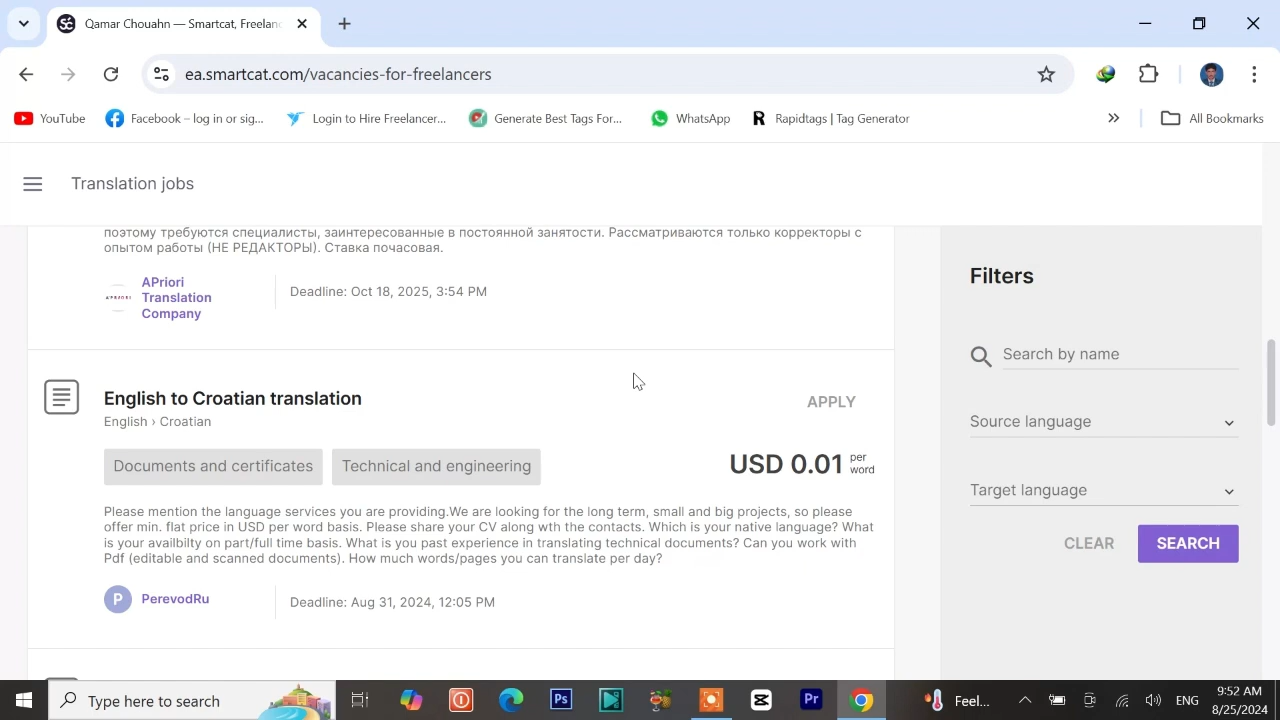 Qamar Chouahn — Smartcat, Freelanc
ea.smartcat.com/vacancies-for-freelancers
YouTube
Facebook – log in or sig...
Login to Hire Freelancer...
Generate Best Tags For...
WhatsApp
R
Rapidtags | Tag Generator
All Bookmarks
Translation jobs
поэтому требуются специалисты, заинтересованные в постоянной занятости. Рассматриваются только корректоры с
опытом работы (НЕ РЕДАКТОРЫ). Ставка почасовая.
APRIORI
APriori
Translation
Company
Deadline: Oct 18, 2025, 3:54 PM
English to Croatian translation
English › Croatian
APPLY
Documents and certificates
Technical and engineering
USD 0.01 per
word
Please mention the language services you are providing.We are looking for the long term, small and big projects, so please
offer min. flat price in USD per word basis. Please share your CV along wth the contacts. Which is your native language? What
is your availbilty on part/full time basis. What is you past experience in translating technical documents? Can you work with
Pdf (editable and scanned documents). How much words/pages you can translate per day?
P
PerevodRu
Deadline: Aug 31, 2024, 12:05 PM
Filters
Search by name
Source language
Target language
CLEAR
SEARCH
Type here to search
Ps
Pr
Feel...
ENG
9:52 AM
8/25/2024